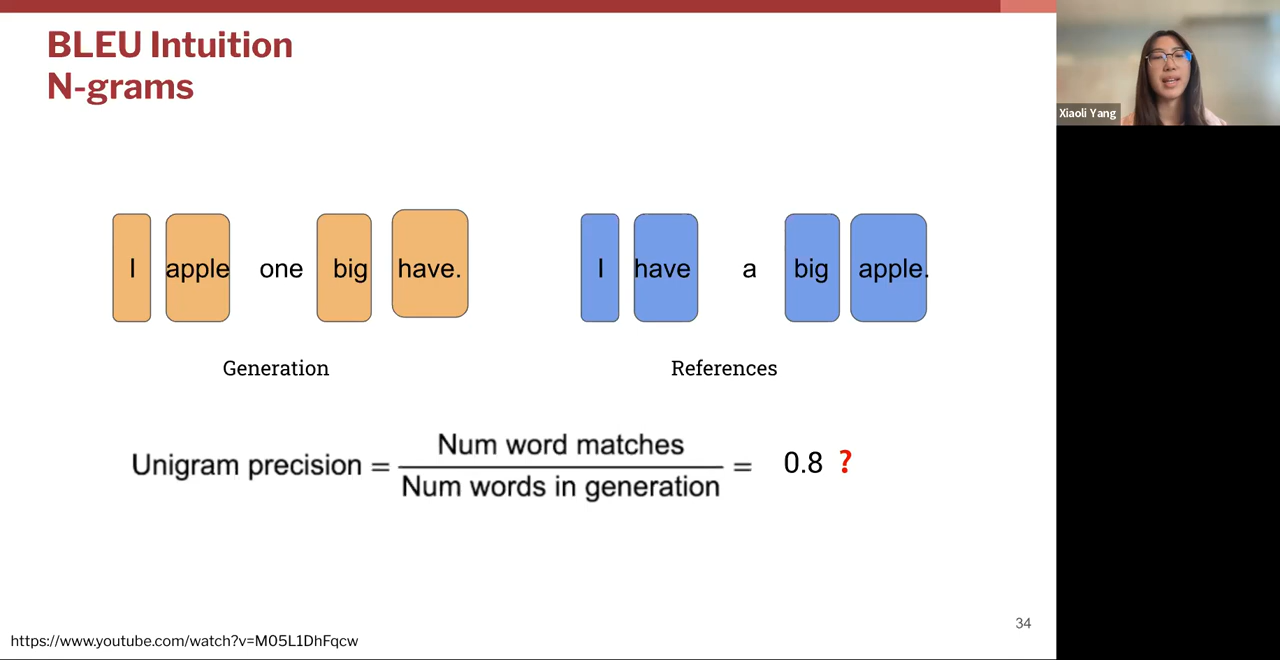 BLEU Intuition
N-grams
Xiaoli Yang
I apple one big have.
I have a big apple.
Generation
References
Unigram precision = Num word matches / Num words in generation = 0.8 ?
34
https://www.youtube.com/watch?v=M05L1DhFqcw